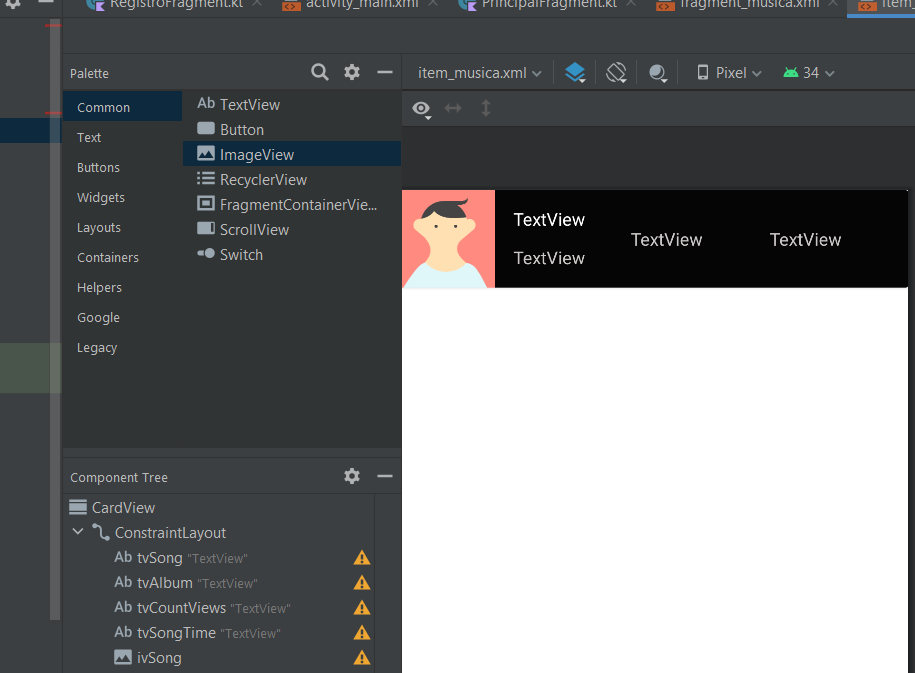 RegistroFragment.kt
activity_main.xml
PrincipalFragment.kt
fragment_musica.xml
item_
Palette
item_musica.xml
Pixel
34
Common
Text
Buttons
Widgets
Layouts
Containers
Helpers
Google
Legacy
Ab TextView
Button
ImageView
RecyclerView
FragmentContainerVie...
ScrollView
Switch
TextView
TextView
TextView
TextView
Component Tree
CardView
ConstraintLayout
Ab tvSong "TextView"
Ab tvAlbum "TextView"
Ab tvCountViews "TextView"
Ab tvSongTime "TextView"
ivSong